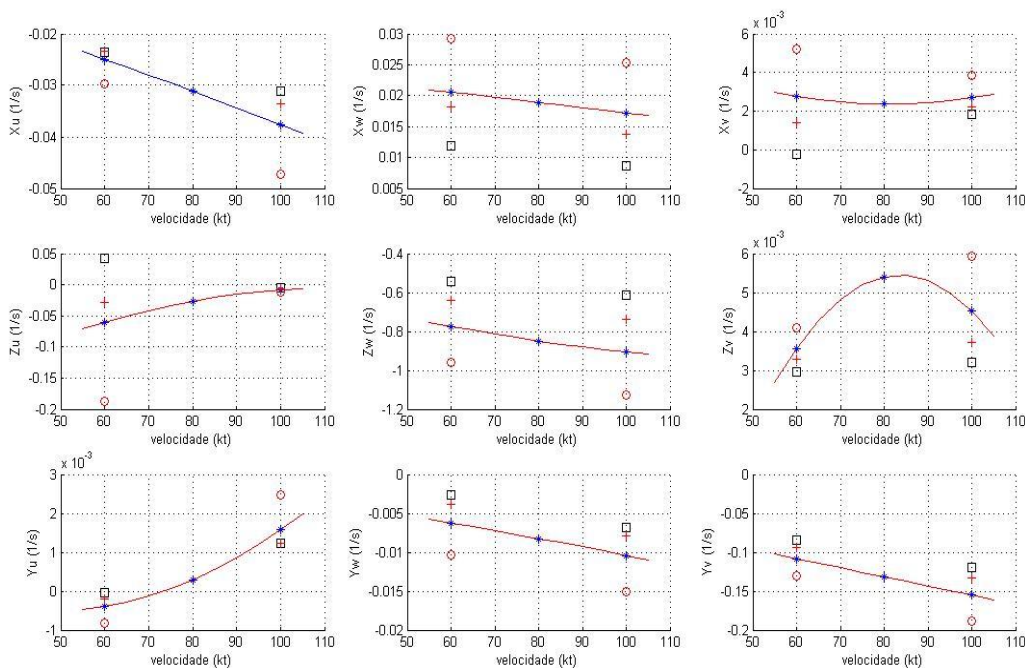 -0.02
-0.03
-0.04
-0.05
Xu (1/s)
50 60 70 80 90 100 110
velocidade (kt)
0.03
0.025
0.02
0.015
0.01
0.005
Xw (1/s)
50 60 70 80 90 100 110
velocidade (kt)
x 10^-3
6
4
2
0
-2
Xv (1/s)
50 60 70 80 90 100 110
velocidade (kt)
0.05
0
-0.05
-0.1
-0.15
-0.2
Zu (1/s)
50 60 70 80 90 100 110
velocidade (kt)
-0.4
-0.6
-0.8
-1
-1.2
Zw (1/s)
50 60 70 80 90 100 110
velocidade (kt)
x 10^-3
6
5
4
3
2
Zv (1/s)
50 60 70 80 90 100 110
velocidade (kt)
x 10^-3
3
2
1
0
-1
Yu (1/s)
50 60 70 80 90 100 110
velocidade (kt)
0
-0.005
-0.01
-0.015
-0.02
Yw (1/s)
50 60 70 80 90 100 110
velocidade (kt)
0
-0.05
-0.1
-0.15
-0.2
Yv (1/s)
50 60 70 80 90 100 110
velocidade (kt)